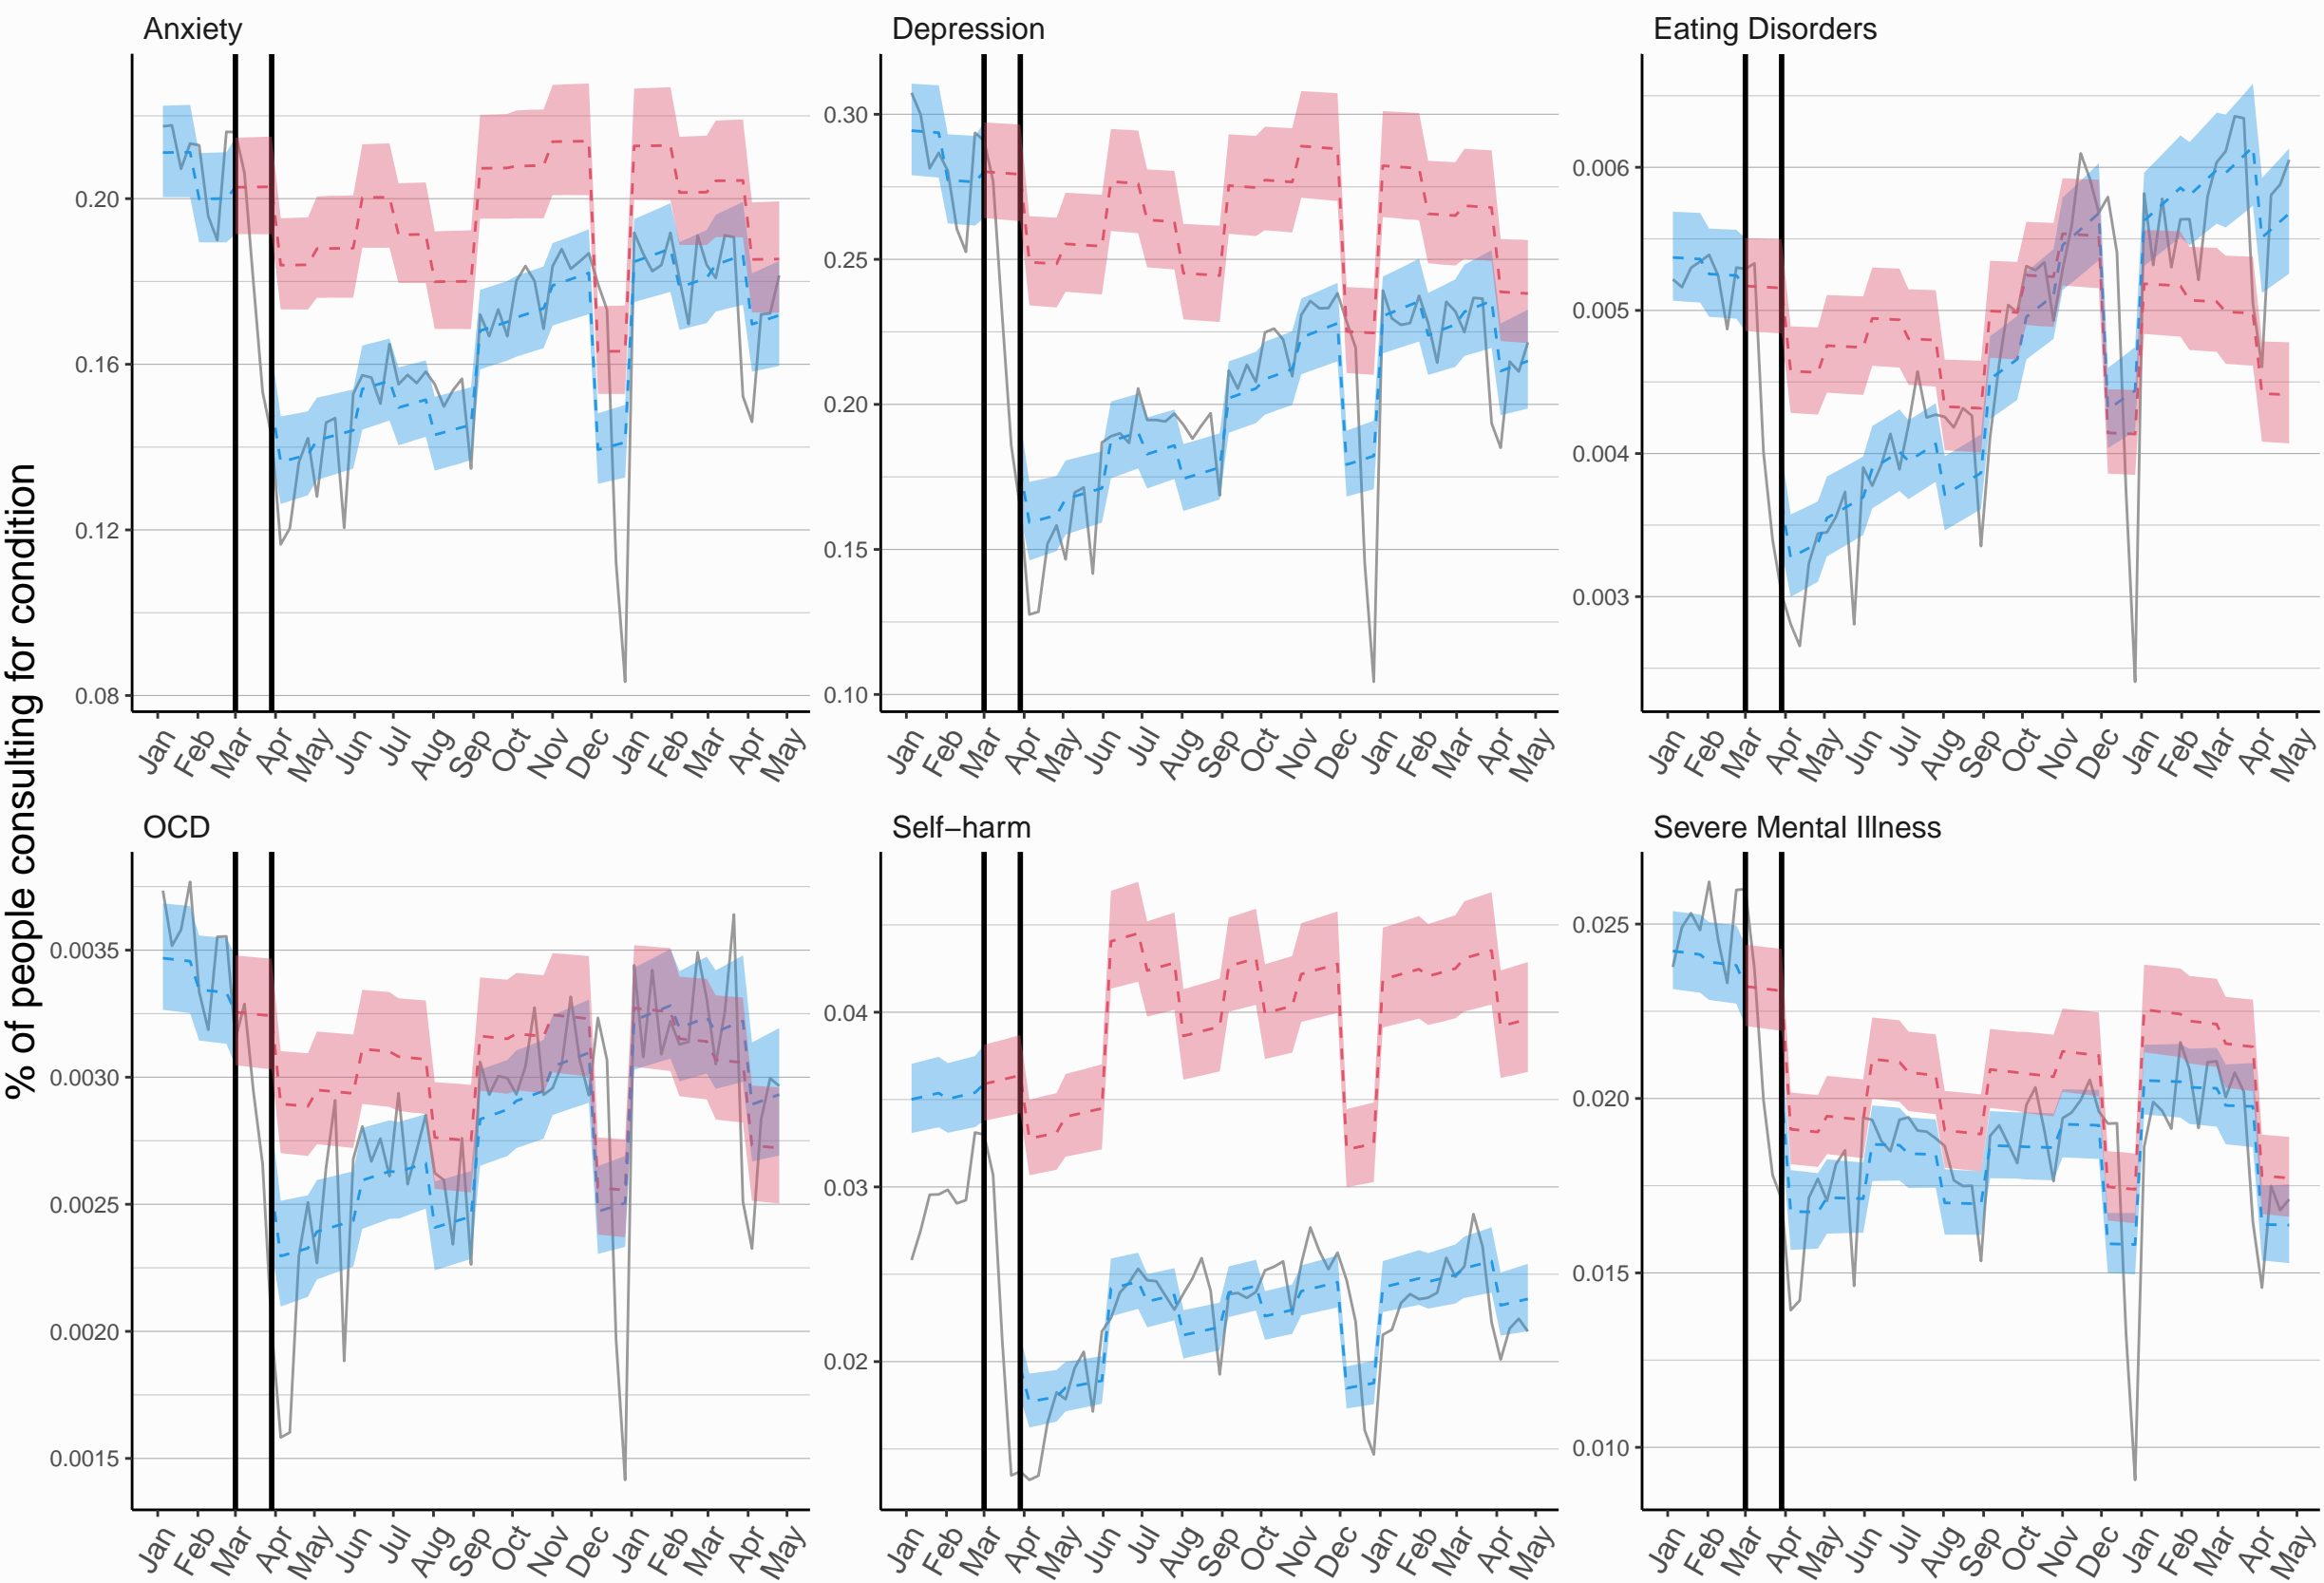 % of people consulting for condition
Anxiety
0.20
0.16
0.12
0.08
Jan Feb Mar Apr May Jun Jul Aug Sep Oct Nov Dec Jan Feb Mar Apr May
Depression
0.30
0.25
0.20
0.15
0.10
Jan Feb Mar Apr May Jun Jul Aug Sep Oct Nov Dec Jan Feb Mar Apr May
Eating Disorders
0.006
0.005
0.004
0.003
Jan Feb Mar Apr May Jun Jul Aug Sep Oct Nov Dec Jan Feb Mar Apr May
OCD
0.0035
0.0030
0.0025
0.0020
0.0015
Jan Feb Mar Apr May Jun Jul Aug Sep Oct Nov Dec Jan Feb Mar Apr May
Self−harm
0.04
0.03
0.02
Jan Feb Mar Apr May Jun Jul Aug Sep Oct Nov Dec Jan Feb Mar Apr May
Severe Mental Illness
0.025
0.020
0.015
0.010
Jan Feb Mar Apr May Jun Jul Aug Sep Oct Nov Dec Jan Feb Mar Apr May